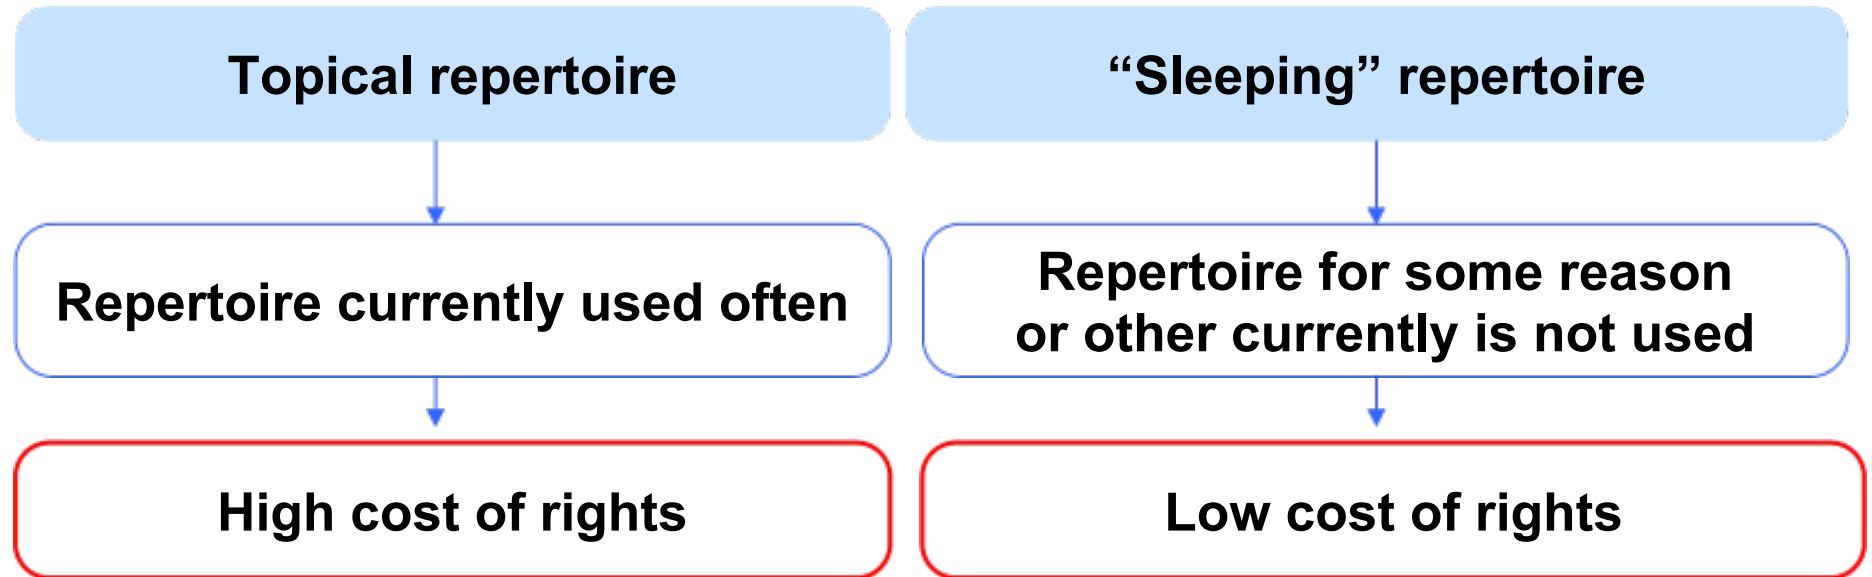 Topical repertoire
“Sleeping” repertoire
Repertoire currently used often
Repertoire for some reason
or other currently is not used
High cost of rights
Low cost of rights